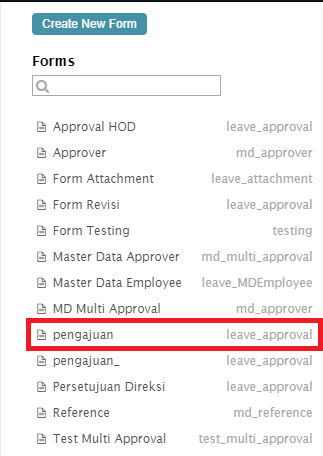 Create New Form
Forms
Approval HOD leave_approval
Approver md_approver
Form Attachment leave_attachment
Form Revisi leave_approval
Form Testing testing
Master Data Approver md_multi_approval
Master Data Employee leave_MDEmployee
MD Multi Approval md_approver
pengajuan leave_approval
pengajuan_ leave_approval
Persetujuan Direksi leave_approval
Reference md_reference
Test Multi Approval test_multi_approval